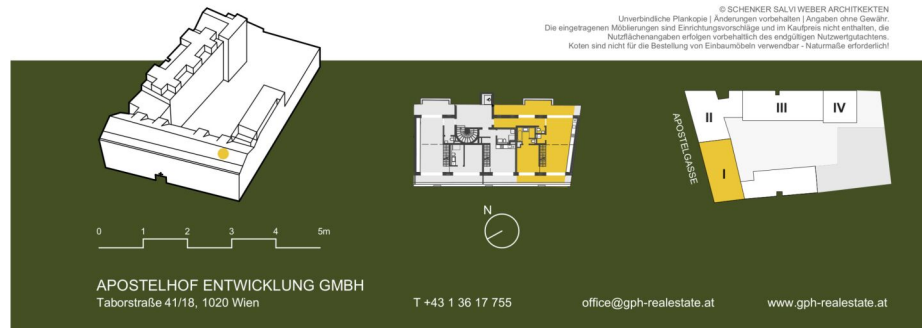 © SCHENKER SALVI WEBER ARCHITKEKTEN
Unverbindliche Plankopie | Änderungen vorbehalten | Angaben ohne Gewähr.
Die eingetragenen Möblierungen sind Einrichtungsvorschläge und im Kaufpreis nicht enthalten, die
Nutzflächenangaben erfolgen vorbehaltlich des endgültigen Nutzwertgutachtens.
Koten sind nicht für die Bestellung von Einbaumöbeln verwendbar - Naturmaße erforderlich!
II
III
IV
APOSTELGASSE
I
N
0 1 2 3 4 5m
APOSTELHOF ENTWICKLUNG GMBH
Taborstraße 41/18, 1020 Wien
T +43 1 36 17 755
office@gph-realestate.at
www.gph-realestate.at